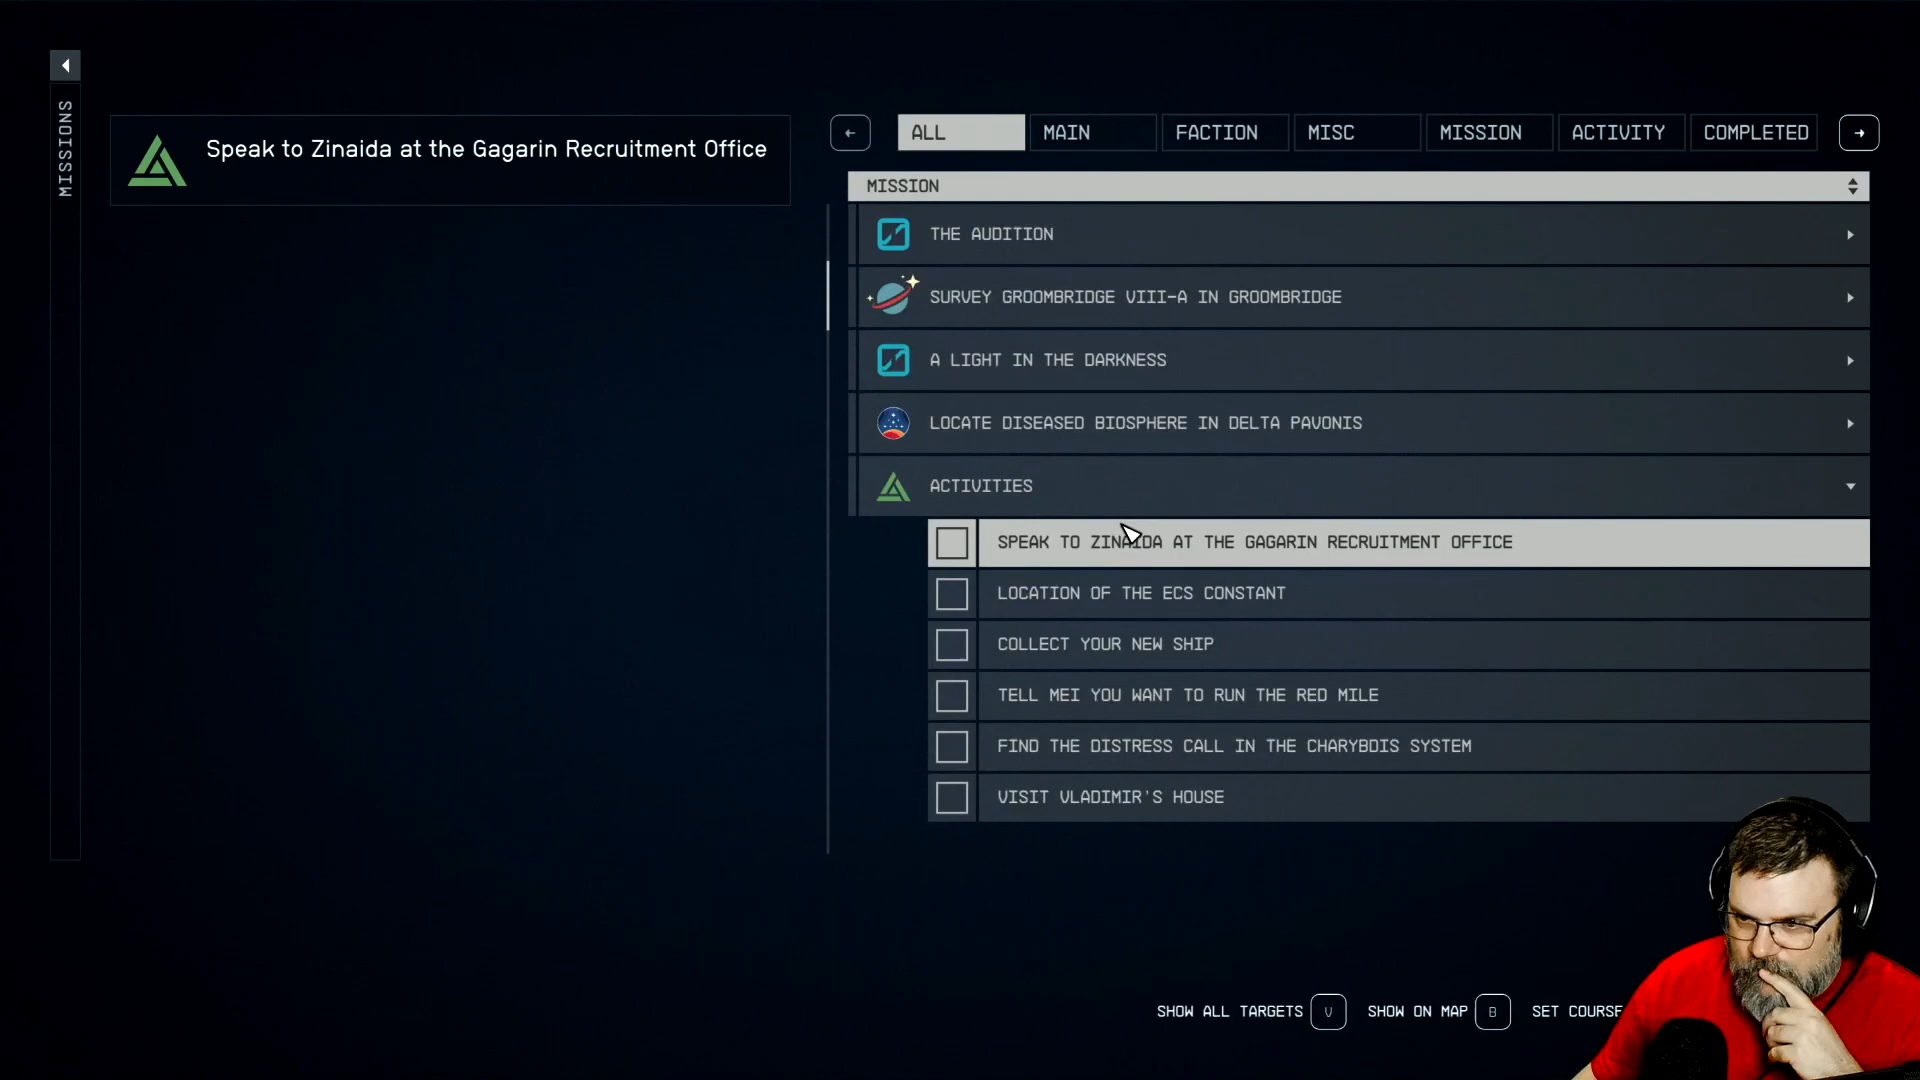 MISSIONS
Speak to Zinaida at the Gagarin Recruitment Office
ALL
MAIN
FACTION
MISC
MISSION
ACTIVITY
COMPLETED
MISSION
THE AUDITION
SURVEY GROOMBRIDGE VIII-A IN GROOMBRIDGE
A LIGHT IN THE DARKNESS
LOCATE DISEASED BIOSPHERE IN DELTA PAVONIS
ACTIVITIES
SPEAK TO ZINAIDA AT THE GAGARIN RECRUITMENT OFFICE
LOCATION OF THE ECS CONSTANT
COLLECT YOUR NEW SHIP
TELL MEI YOU WANT TO RUN THE RED MILE
FIND THE DISTRESS CALL IN THE CHARYBDIS SYSTEM
VISIT VLADIMIR'S HOUSE
SHOW ALL TARGETS V
SHOW ON MAP B
SET COURSE